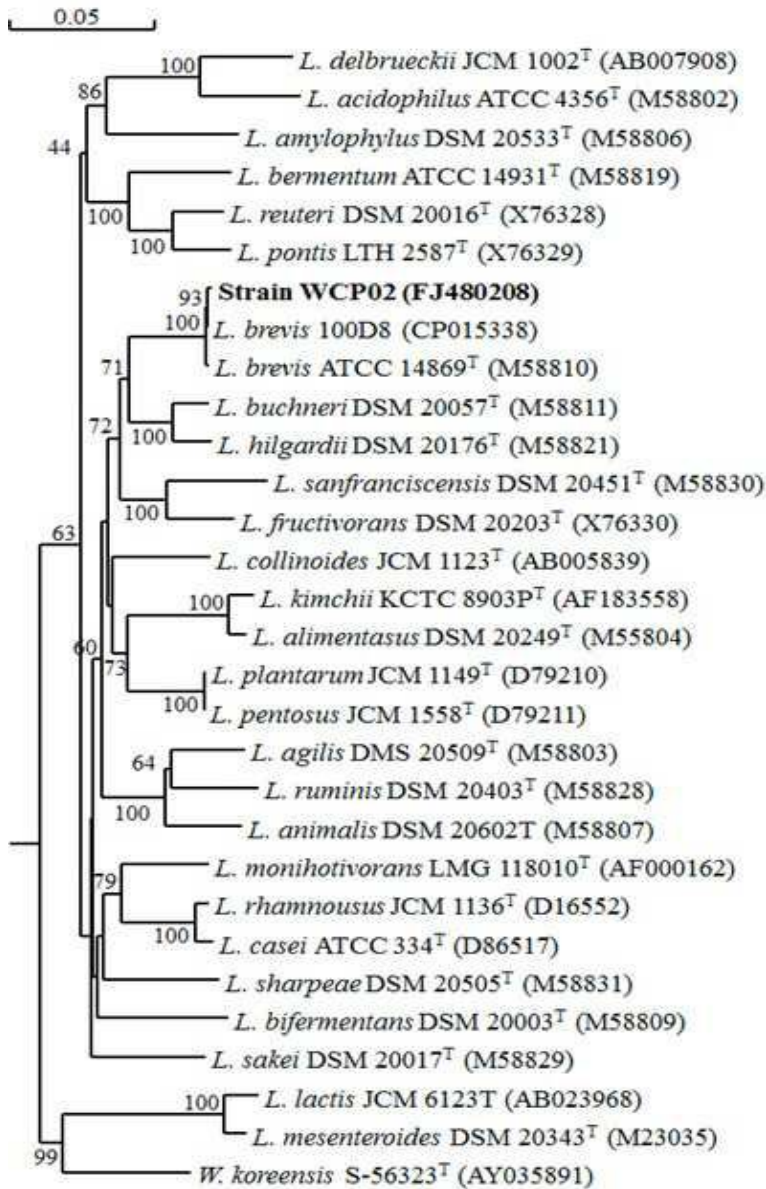 0.05
100 L. delbrueckii JCM 1002ᵀ (AB007908)
86 L. acidophilus ATCC 4356ᵀ (M58802)
44 L. amylophylus DSM 20533ᵀ (M58806)
L. bermentum ATCC 14931ᵀ (M58819)
100 L. reuteri DSM 20016ᵀ (X76328)
100 L. pontis LTH 2587ᵀ (X76329)
93 Strain WCP02 (FJ480208)
100 L. brevis 100D8 (CP015338)
71 L. brevis ATCC 14869ᵀ (M58810)
72 L. buchneri DSM 20057ᵀ (M58811)
100 L. hilgardii DSM 20176ᵀ (M58821)
L. sanfranciscensis DSM 20451ᵀ (M58830)
100 L. fructivorans DSM 20203ᵀ (X76330)
63 L. collinoides JCM 1123ᵀ (AB005839)
100 L. kimchii KCTC 8903Pᵀ (AF183558)
60 L. alimentasus DSM 20249ᵀ (M55804)
73 L. plantarum JCM 1149ᵀ (D79210)
100 L. pentosus JCM 1558ᵀ (D79211)
64 L. agilis DMS 20509ᵀ (M58803)
L. ruminis DSM 20403ᵀ (M58828)
100 L. animalis DSM 20602T (M58807)
79 L. monihotivorans LMG 118010ᵀ (AF000162)
L. rhamnousus JCM 1136ᵀ (D16552)
100 L. casei ATCC 334ᵀ (D86517)
L. sharpeae DSM 20505ᵀ (M58831)
L. bifermentans DSM 20003ᵀ (M58809)
L. sakei DSM 20017ᵀ (M58829)
100 L. lactis JCM 6123T (AB023968)
L. mesenteroides DSM 20343ᵀ (M23035)
99 W. koreensis S-56323ᵀ (AY035891)